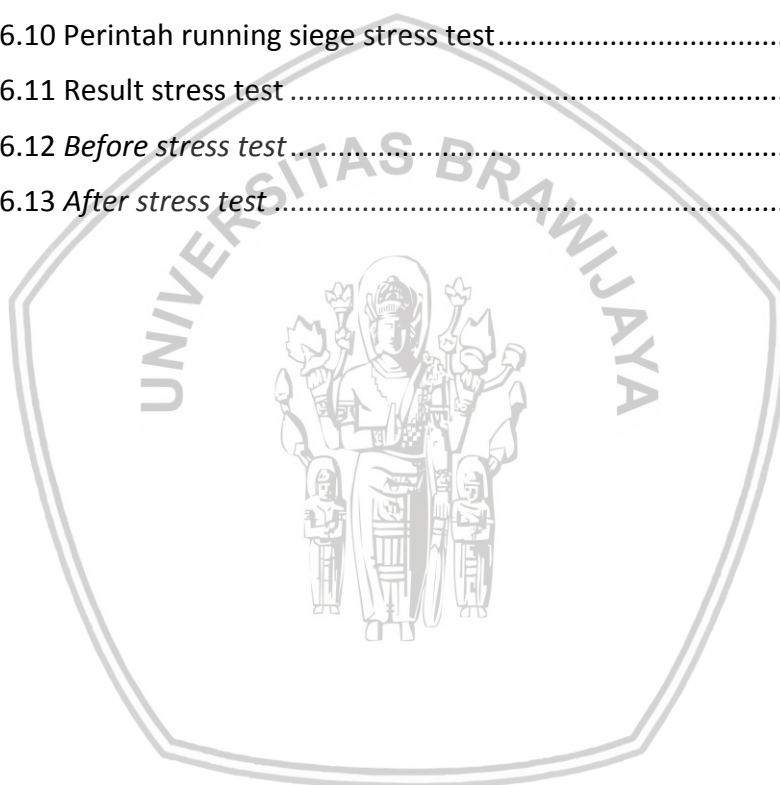 6.10 Perintah running siege stress test................................................
6.11 Result stress test................................................................
6.12 Before stress test................................................................
6.13 After stress test................................................................
UNIVERSITAS BRAWIJAYA